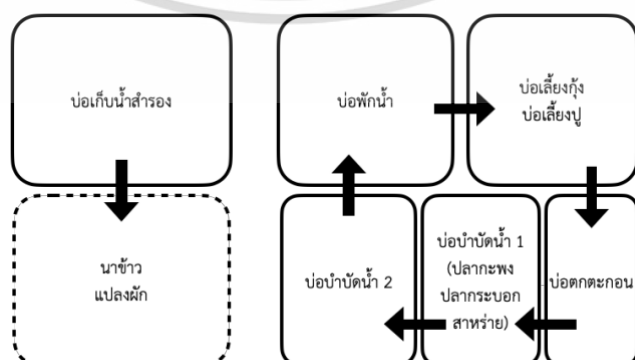 บ่อเก็บน้ำสำรอง
บ่อพักน้ำ
บ่อเลี้ยงกุ้ง
บ่อเลี้ยงปู
นาข้าว
แปลงผัก
บ่อบำบัดน้ำ 2
บ่อบำบัดน้ำ 1
(ปลากะพง
ปลากระบอก
สาหร่าย)
บ่อตกตะกอน